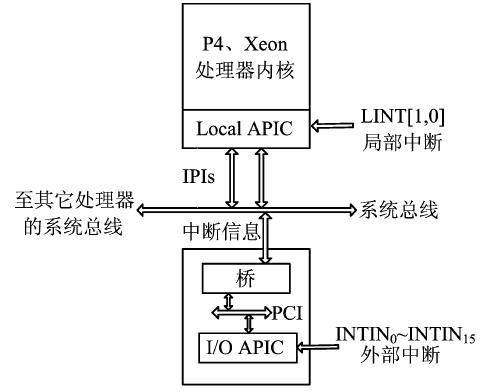 P4、Xeon
处理器内核
Local APIC
LINT[1,0]
局部中断
IPIs
至其它处理器
的系统总线
系统总线
中断信息
桥
PCI
I/O APIC
INTIN₀~INTIN₁₅
外部中断